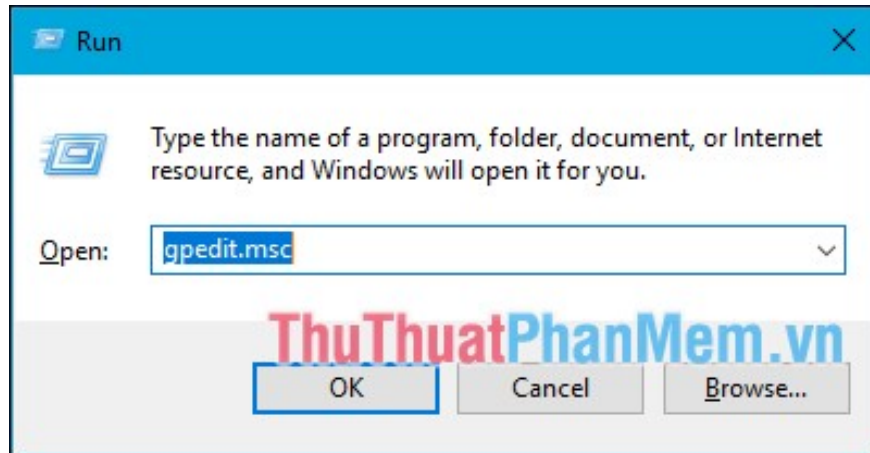 Run
Type the name of a program, folder, document, or Internet
resource, and Windows will open it for you.
Open: gpedit.msc
ThuThuatPhanMem.vn
OK Cancel Browse...